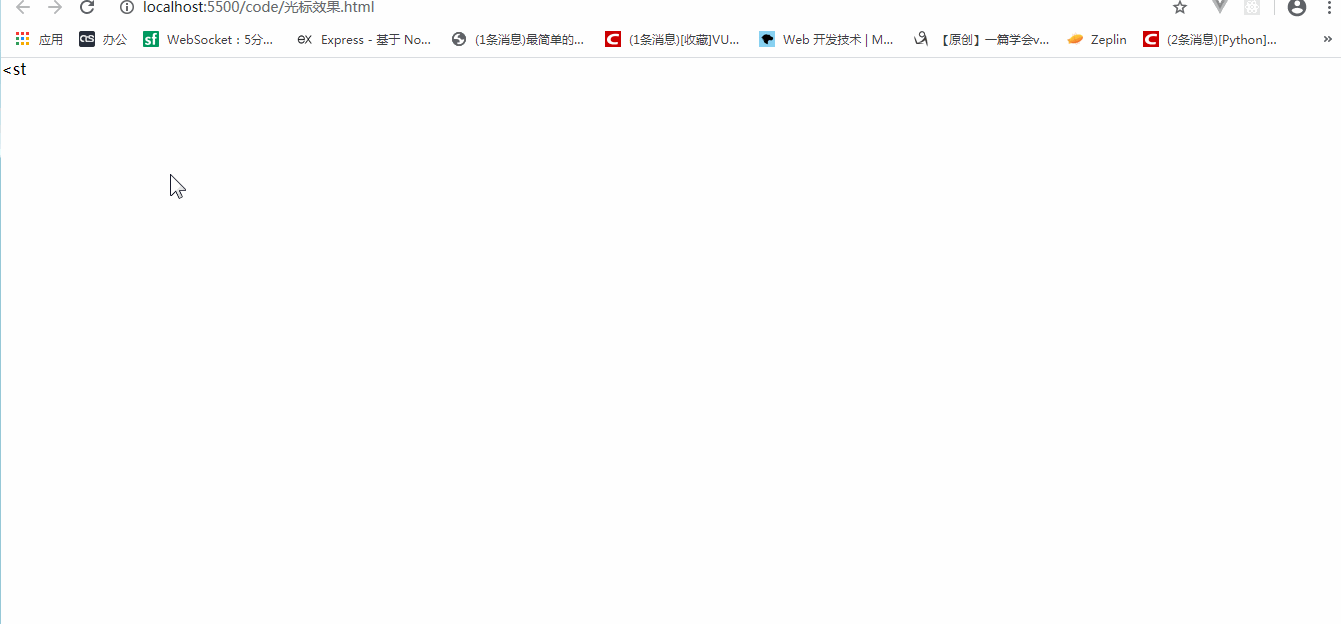 localhost:5500/code/光标效果.html
应用 办公 sf WebSocket：5分... ex Express - 基于 No... (1条消息)最简单的... C (1条消息)[收藏]VU... Web 开发技术 | M... 【原创】一篇学会v... Zeplin C (2条消息)[Python]... »
<st